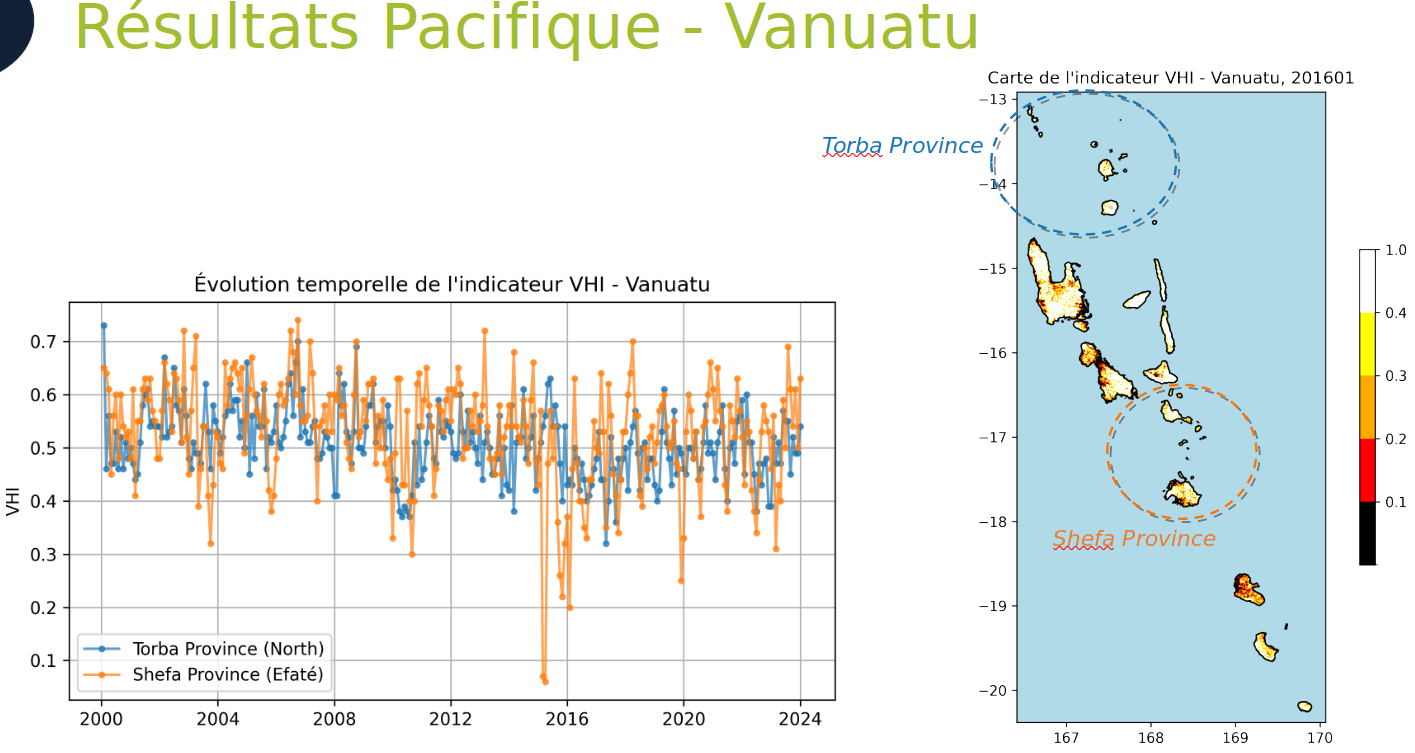 Résultats Pacifique - Vanuatu
Carte de l'indicateur VHI - Vanuatu, 201601
Torba Province
−13
−14
−15
−16
−17
−18
−19
−20
167 168 169 170
Shefa Province
1.0
0.4
0.3
0.2
0.1
Évolution temporelle de l'indicateur VHI - Vanuatu
VHI
0.7
0.6
0.5
0.4
0.3
0.2
0.1
Torba Province (North)
Shefa Province (Efaté)
2000 2004 2008 2012 2016 2020 2024